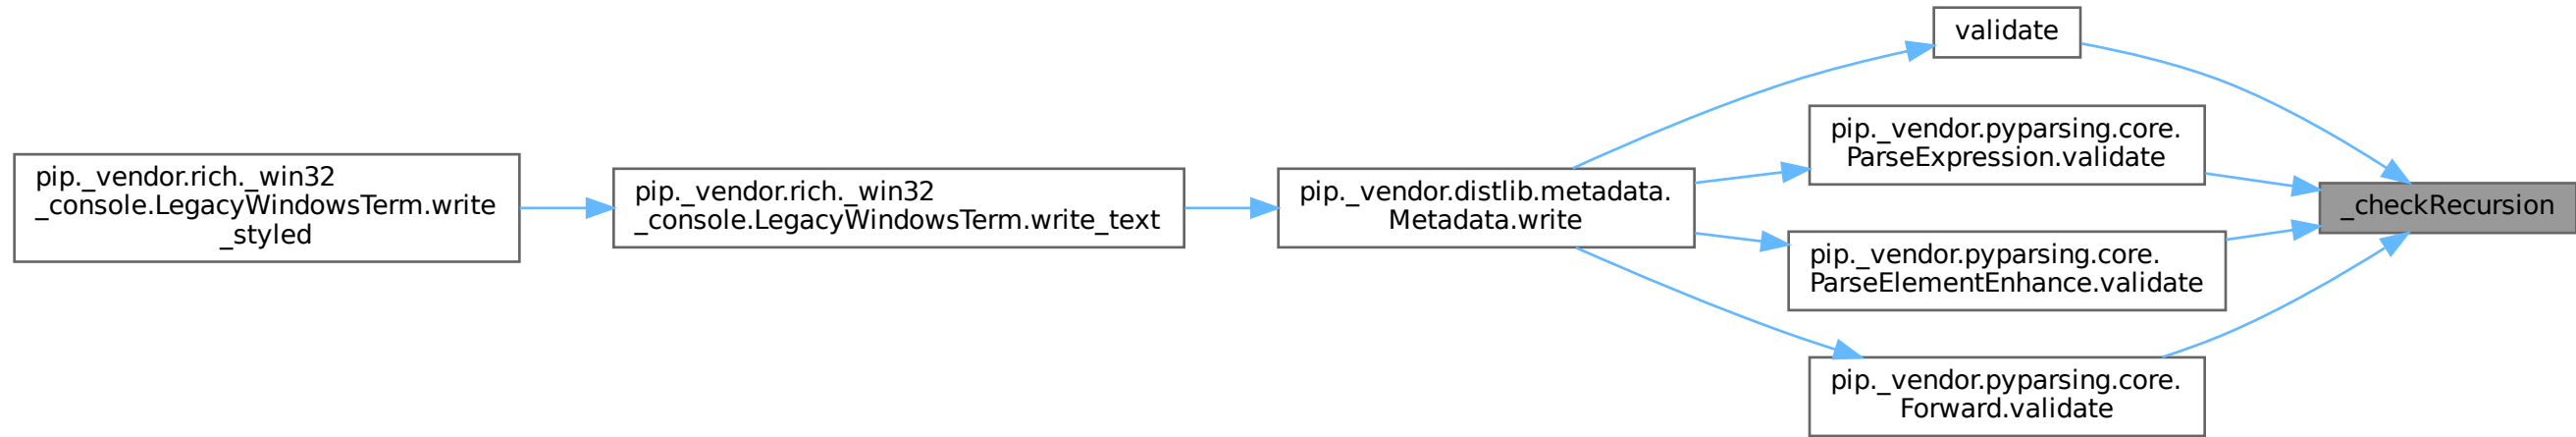 pip._vendor.rich._win32
_console.LegacyWindowsTerm.write
_styled
pip._vendor.rich._win32
_console.LegacyWindowsTerm.write_text
pip._vendor.distlib.metadata.
Metadata.write
validate
pip._vendor.pyparsing.core.
ParseExpression.validate
pip._vendor.pyparsing.core.
ParseElementEnhance.validate
pip._vendor.pyparsing.core.
Forward.validate
_checkRecursion